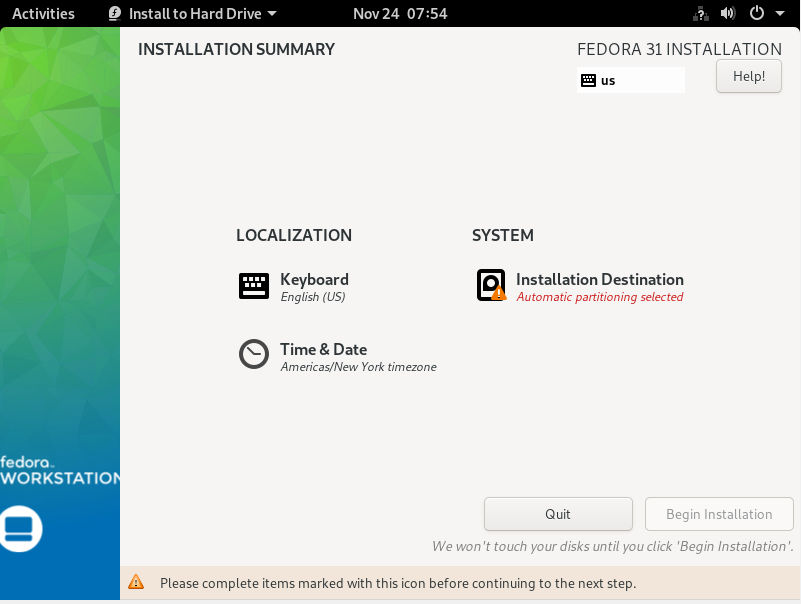 Activities
Install to Hard Drive
Nov 24 07:54
INSTALLATION SUMMARY
FEDORA 31 INSTALLATION
us
Help!
LOCALIZATION
Keyboard
English (US)
Time & Date
Americas/New York timezone
SYSTEM
Installation Destination
Automatic partitioning selected
fedora
WORKSTATION
Quit
Begin Installation
We won't touch your disks until you click 'Begin Installation'.
Please complete items marked with this icon before continuing to the next step.